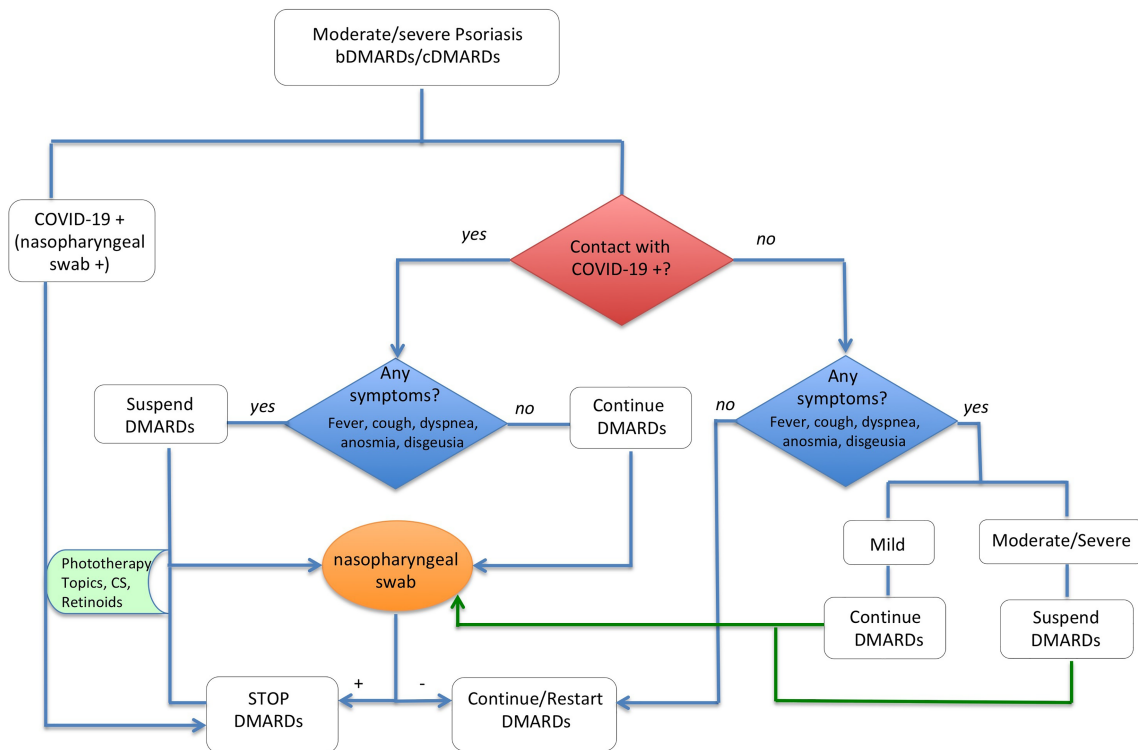 Moderate/severe Psoriasis
bDMARDs/cDMARDs
COVID-19 +
(nasopharyngeal
swab +)
yes
Contact with
COVID-19 +?
no
Suspend
DMARDs
yes
Any
symptoms?
Fever, cough, dyspnea,
anosmia, disgeusia
no
Continue
DMARDs
no
Any
symptoms?
Fever, cough, dyspnea,
anosmia, disgeusia
yes
Mild
Moderate/Severe
Phototherapy
Topics, CS,
Retinoids
nasopharyngeal
swab
Continue
DMARDs
Suspend
DMARDs
+
-
STOP
DMARDs
Continue/Restart
DMARDs